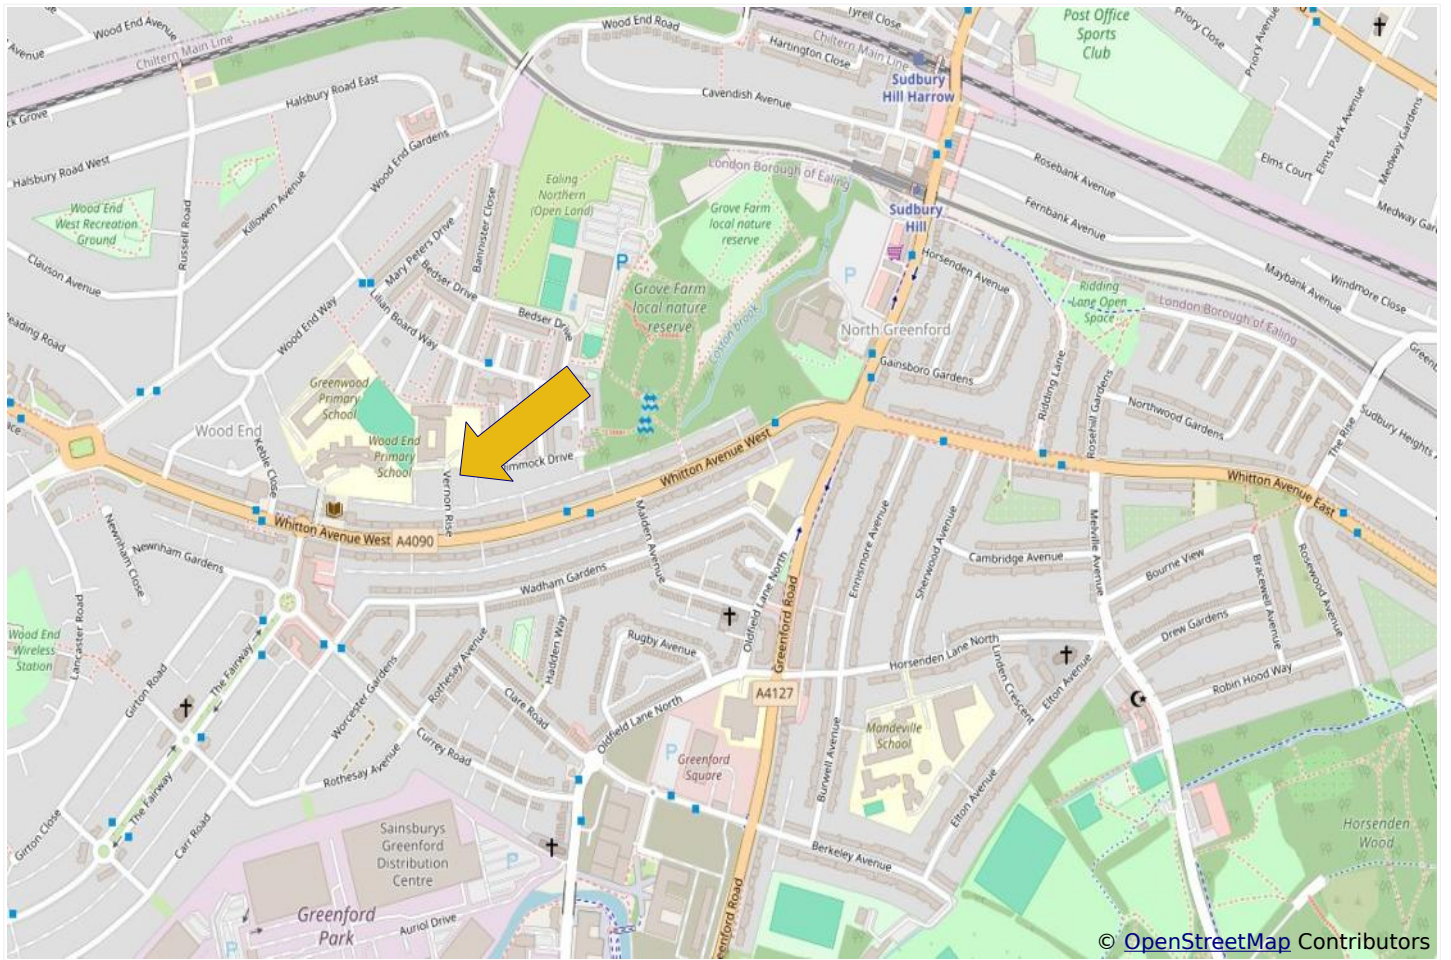 Wood End Avenue
Avenue
Chiltern Main Line
Wood End Road
Tyrell Close
Hartington Close
Chiltern Main Line
Sudbury
Hill Harrow
Post Office
Sports
Club
Priory Close
Priory Avenue
Halsbury Road East
Cavendish Avenue
Elms Park Avenue
Medway Gardens
Elms Court
Halsbury Road West
Wood End Gardens
Ealing
Northern
(Open Land)
London Borough of Ealing
Rosebank Avenue
Fernbank Avenue
Medway Gar
Wood End
West Recreation
Ground
Russell Road
Killowen Avenue
Mary Peters Drive
Bannister Close
Grove Farm
local nature
reserve
Sudbury
Hill
Horsenden Avenue
Maybank Avenue
Windmore Close
Clauson Avenue
Bedser Drive
P
Grove Farm
local nature
reserve
P
Ridding
Lane Open
Space
London Borough of Ealing
eading Road
Wood End Way
Lilian Board Way
Bedser Drive
Costons Brook
North Greenford
Gainsboro Gardens
Ridding Lane
Rosehill Gardens
Northwood Gardens
The Rise
Sudbury Heights A
Greenwood
Primary
School
Wood End
Keble Close
Wood End
Primary
School
immock Drive
Vernon Rise
Whitton Avenue West
Whitton Avenue East
Whitton Avenue West
A4090
Malden Avenue
Newnham Close
Newnham Gardens
Wadham Gardens
Oldfield Lane North
Greenford Road
Ennismore Avenue
Sherwood Avenue
Cambridge Avenue
Melville Avenue
Bourne View
Bracewell Avenue
Rosewood Avenue
Drew Gardens
Robin Hood Way
Wood End
Wireless
Station
Lancaster Road
The Fairway
Girton Road
Worcester Gardens
Rothesay Avenue
Hadden Way
Rugby Avenue
Clare Road
Oldfield Lane North
A4127
Horsenden Lane North
Linden Crescent
Elton Avenue
Mandeville
School
Currey Road
Rothesay Avenue
P
Greenford
Square
Burwell Avenue
Elton Avenue
The Fairway
Girton Close
Carr Road
Sainsburys
Greenford
Distribution
Centre
P
Berkeley Avenue
Horsenden
Wood
Greenford
Park
Auriol Drive
P
eenford Road
© OpenStreetMap Contributors